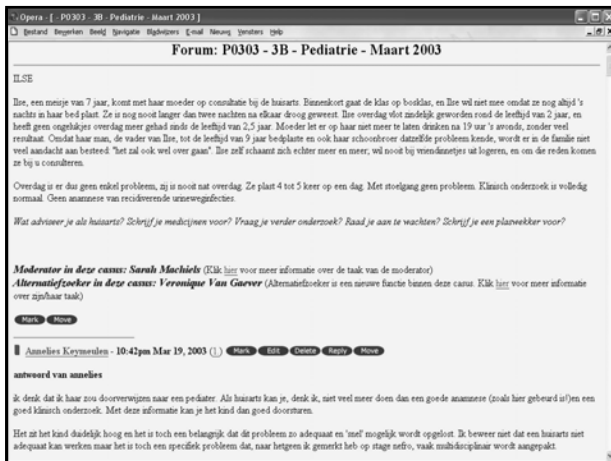 Opera - [ - P0303 - 3B - Pediatrie - Maart 2003 ]
Bestand Bewerken Beeld Navigatie Bladwijzers E-mail Nieuws Vensters Help
Forum: P0303 - 3B - Pediatrie - Maart 2003
ILSE
Ilse, een meisje van 7 jaar, komt met haar moeder op consultatie bij de huisarts. Binnenkort gaat de klas op bosklas, en Ilse wil niet mee omdat ze nog altijd 's
nachts in haar bed plast. Ze is nog nooit langer dan twee nachten na elkaar droog geweest. Ilse overdag vlot zindelijk geworden rond de leeftijd van 2 jaar, en
heeft geen ongelukjes overdag meer gehad sinds de leeftijd van 2,5 jaar. Moeder let er op haar niet meer te laten drinken na 19 uur 's avonds, zonder veel
resultaat. Omdat haar man, de vader van Ilse, tot de leeftijd van 9 jaar bedplaste en ook haar schoonbroer datzelfde probleem kende, wordt er in de familie niet
veel aandacht aan besteed: "het zal ook wel over gaan". Ilse zelf schaamt zich echter meer en meer; wil nooit bij vriendinnetjes uit logeren, en om die reden komen
ze bij u consulteren.
Overdag is er dus geen enkel probleem, zij is nooit nat overdag. Ze plast 4 tot 5 keer op een dag. Met stoelgang geen probleem. Klinisch onderzoek is volledig
normaal. Geen anamnese van recidiverende urineweginfecties.
Wat adviseer je als huisarts? Schrijf je medicijnen voor? Vraag je verder onderzoek? Raad je aan te wachten? Schrijf je een plaswekker voor?
Moderator in deze casus: Sarah Machiels (Klik hier voor meer informatie over de taak van de moderator)
Alternatiefzoeker in deze casus: Veronique Van Gaever (Alternatiefzoeker is een nieuwe functie binnen deze casus. Klik hier voor meer informatie
over zijn/haar taak)
Mark Move
Annelies Keymeulen - 10:42pm Mar 19, 2003 (1.) Mark Edit Delete Reply Move
antwoord van annelies
ik denk dat ik haar zou doorverwijzen naar een pediater. Als huisarts kan je, denk ik, niet veel meer doen dan een goede anamnese (zoals hier gebeurd is!)en een
goed klinisch onderzoek. Met deze informatie kan je het kind dan goed doorsturen.
Het zit het kind duidelijk hoog en het is toch een belangrijk dat dit probleem zo adequaat en 'snel' mogelijk wordt opgelost. Ik beweer niet dat een huisarts niet
adequaat kan werken maar het is toch een specifiek probleem dat, naar hetgeen ik gemerkt heb op stage nefro, vaak multidisciplinair wordt aangepakt.